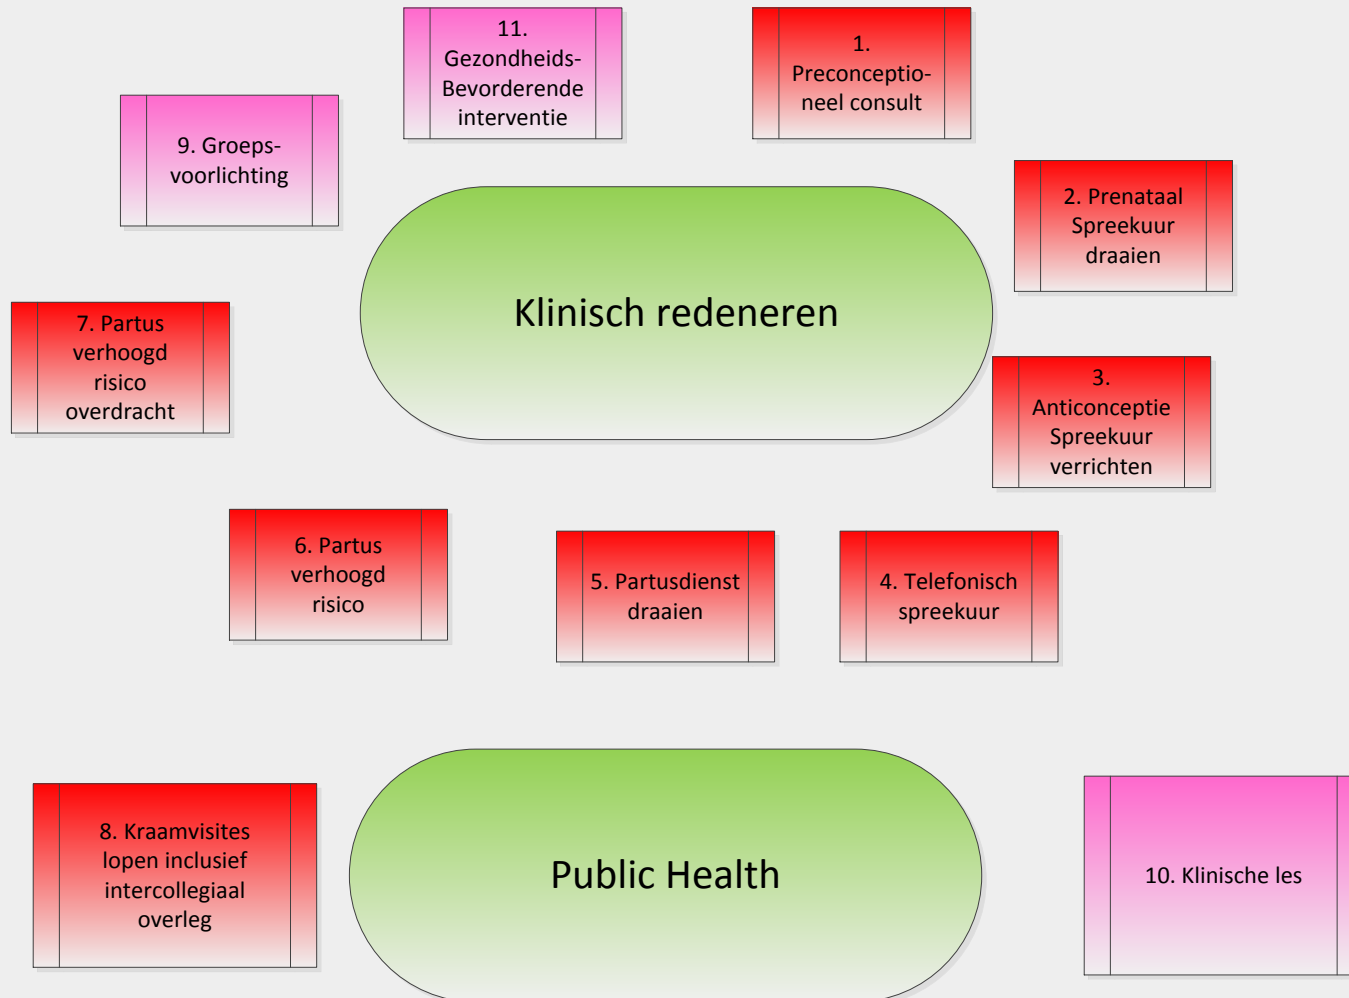 11.
Gezondheids-
Bevorderende
interventie
1.
Preconceptio-
neel consult
9. Groeps-
voorlichting
2. Prenataal
Spreekuur
draaien
Klinisch redeneren
7. Partus
verhoogd
risico
overdracht
3.
Anticonceptie
Spreekuur
verrichten
6. Partus
verhoogd
risico
5. Partusdienst
draaien
4. Telefonisch
spreekuur
8. Kraamvisites
lopen inclusief
intercollegiaal
overleg
Public Health
10. Klinische les